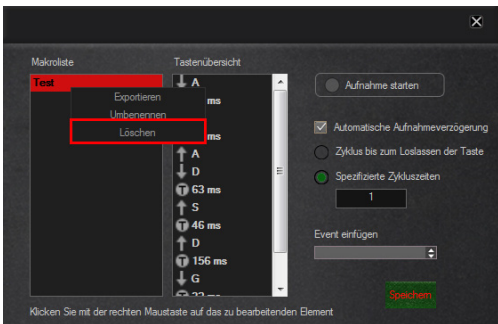 Makroliste
Tastenübersicht
Test
Exportieren
Umbenennen
Löschen
A
ms
ms
A
D
63 ms
S
46 ms
D
156 ms
G
Aufnahme starten
Automatische Aufnahmeverzögerung
Zyklus bis zum Loslassen der Taste
Spezifizierte Zykluszeiten
1
Event einfügen
Speichern
Klicken Sie mit der rechten Maustaste auf das zu bearbeitenden Element